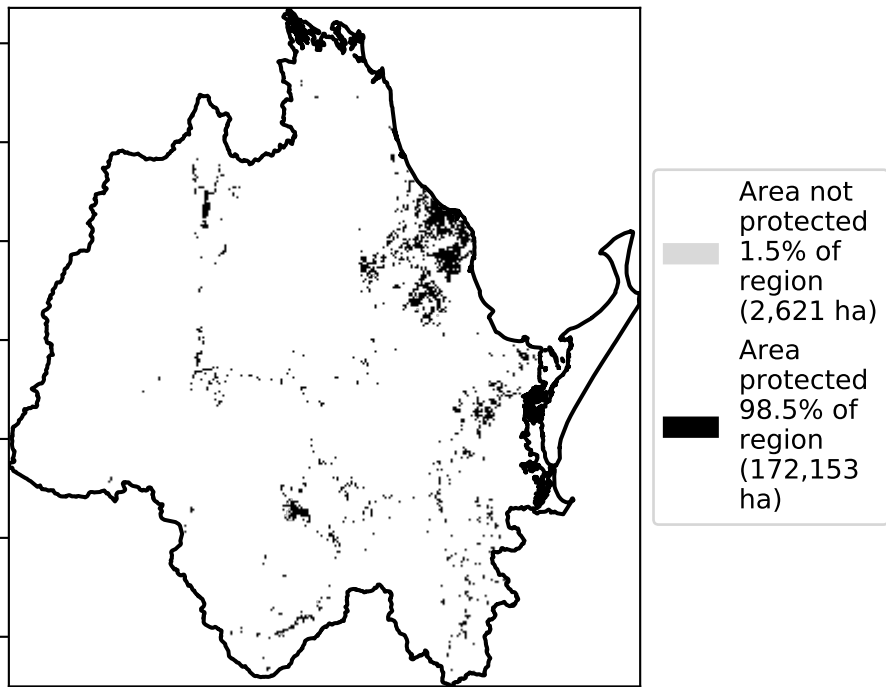 Area not
protected
1.5% of
region
(2,621 ha)
Area
protected
98.5% of
region
(172,153
ha)